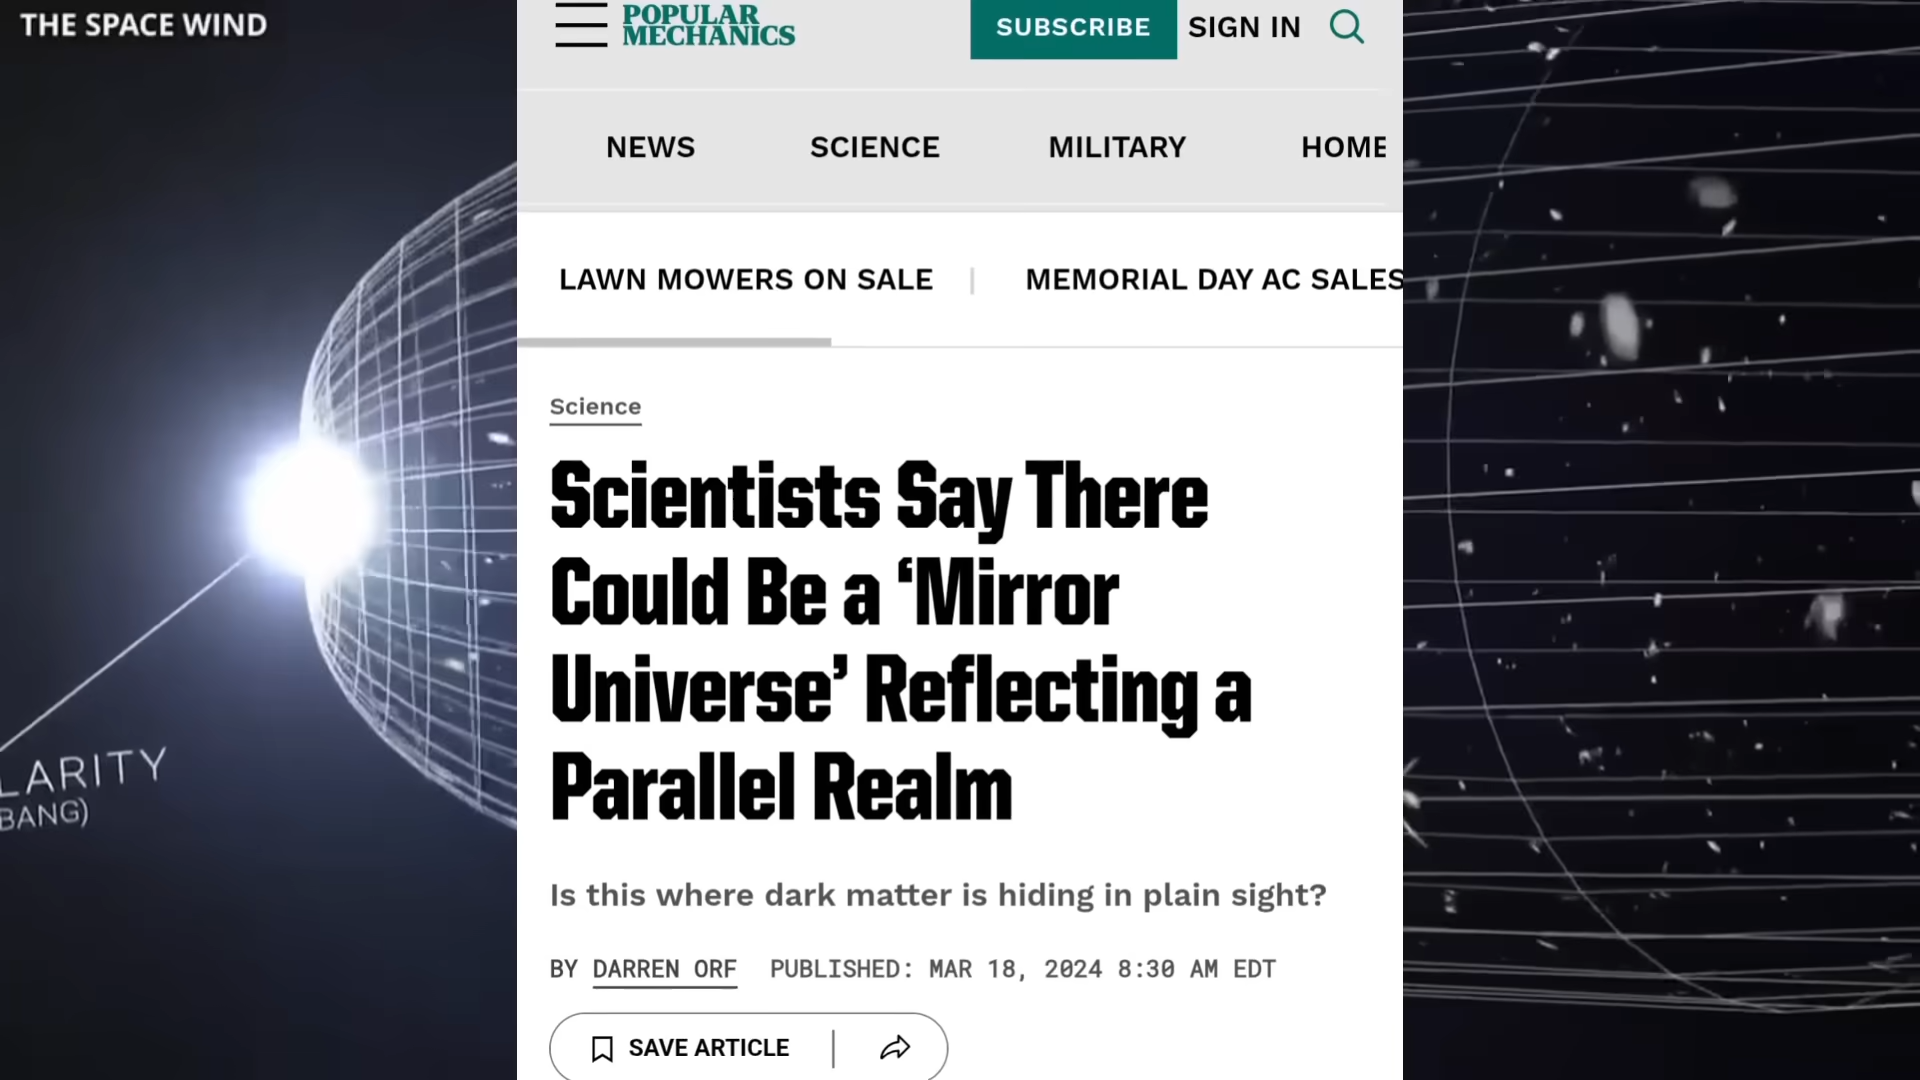 THE SPACE WIND
POPULAR
MECHANICS
SUBSCRIBE
SIGN IN
NEWS
SCIENCE
MILITARY
HOME
LAWN MOWERS ON SALE
MEMORIAL DAY AC SALES
Science
Scientists Say There
Could Be a ‘Mirror
Universe’ Reflecting a
Parallel Realm
Is this where dark matter is hiding in plain sight?
BY DARREN ORF PUBLISHED: MAR 18, 2024 8:30 AM EDT
SAVE ARTICLE
LARITY
BANG)